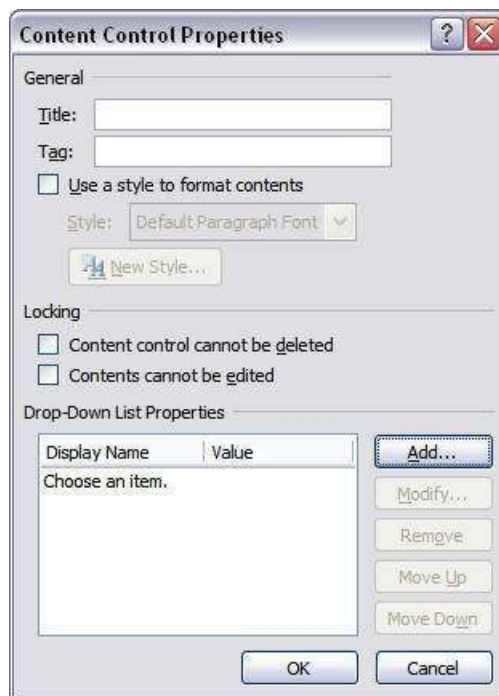 Content Control Properties
?
General
Title:
Tag:
Use a style to format contents
Style: Default Paragraph Font
New Style...
Locking
Content control cannot be deleted
Contents cannot be edited
Drop-Down List Properties
Display Name Value
Choose an item.
Add...
Modify...
Remove
Move Up
Move Down
OK Cancel